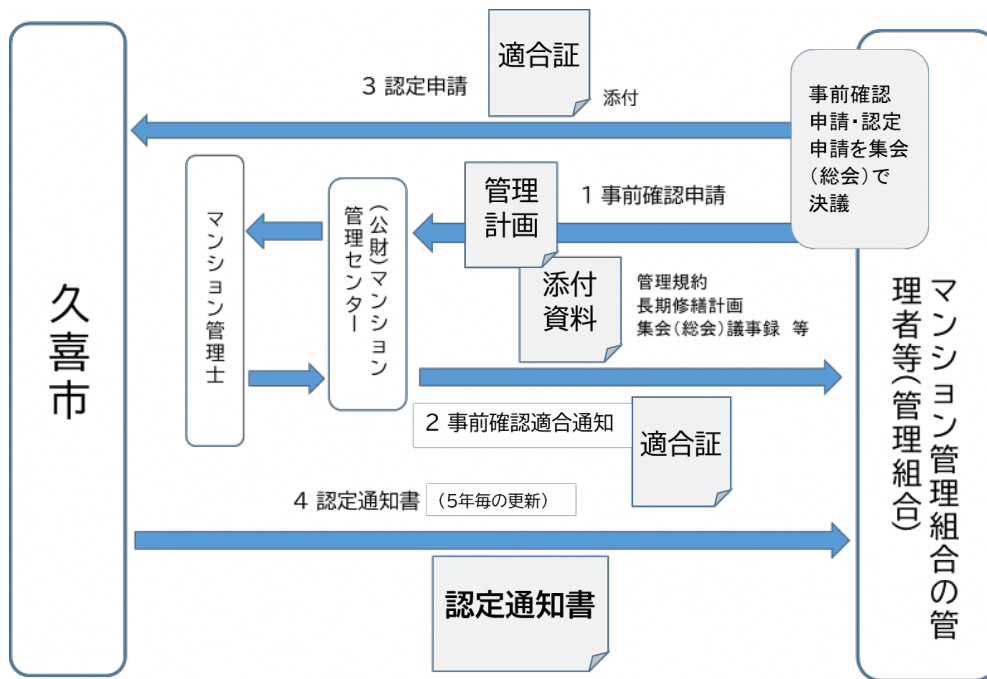 適合証
3 認定申請
添付
事前確認
申請・認定
申請を集会
(総会)で
決議
管理
計画
1 事前確認申請
マンション管理士
(公財)マンション
管理センター
添付
資料
管理規約
長期修繕計画
集会(総会)議事録 等
久喜市
マンション管理組合の管
理者等(管理組合)
2 事前確認適合通知
適合証
4 認定通知書
(5年毎の更新)
認定通知書